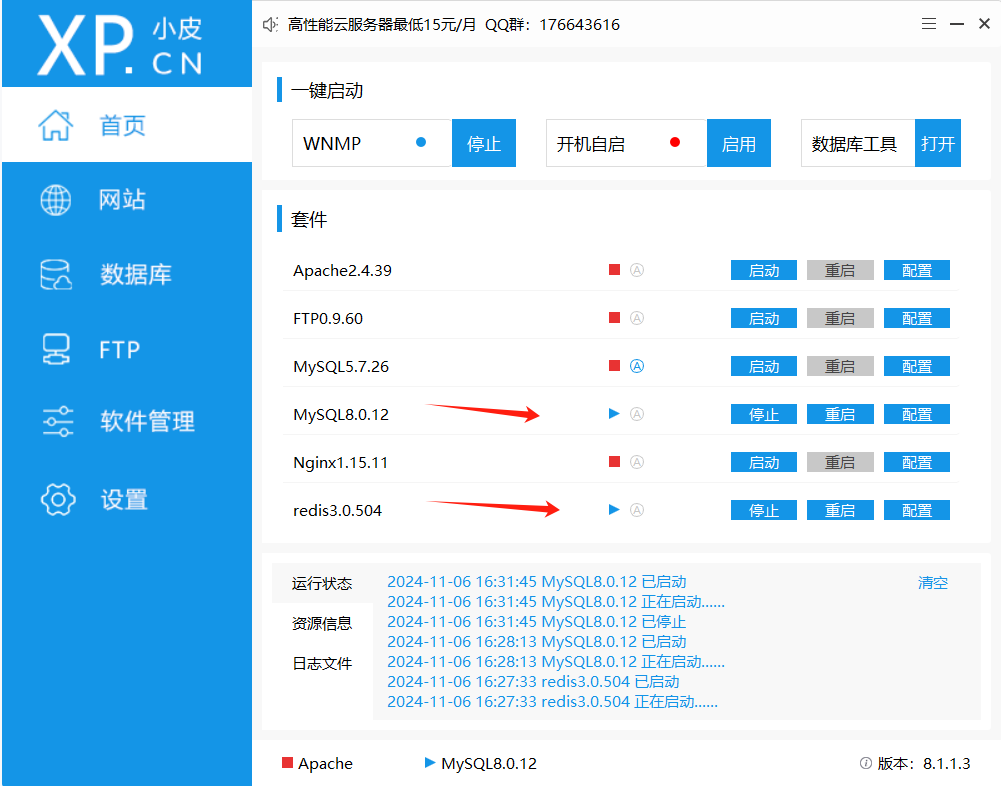 XP.CN 小皮
高性能云服务器最低15元/月 QQ群：176643616
首页
网站
数据库
FTP
软件管理
设置
一键启动
WNMP 停止 开机自启 启用 数据库工具 打开
套件
Apache2.4.39 Ⓐ 启动 重启 配置
FTP0.9.60 Ⓐ 启动 重启 配置
MySQL5.7.26 Ⓐ 启动 重启 配置
MySQL8.0.12 Ⓐ 停止 重启 配置
Nginx1.15.11 Ⓐ 启动 重启 配置
redis3.0.504 Ⓐ 停止 重启 配置
运行状态
资源信息
日志文件
2024-11-06 16:31:45 MySQL8.0.12 已启动
2024-11-06 16:31:45 MySQL8.0.12 正在启动......
2024-11-06 16:31:45 MySQL8.0.12 已停止
2024-11-06 16:28:13 MySQL8.0.12 已启动
2024-11-06 16:28:13 MySQL8.0.12 正在启动......
2024-11-06 16:27:33 redis3.0.504 已启动
2024-11-06 16:27:33 redis3.0.504 正在启动......
清空
Apache MySQL8.0.12 版本：8.1.1.3